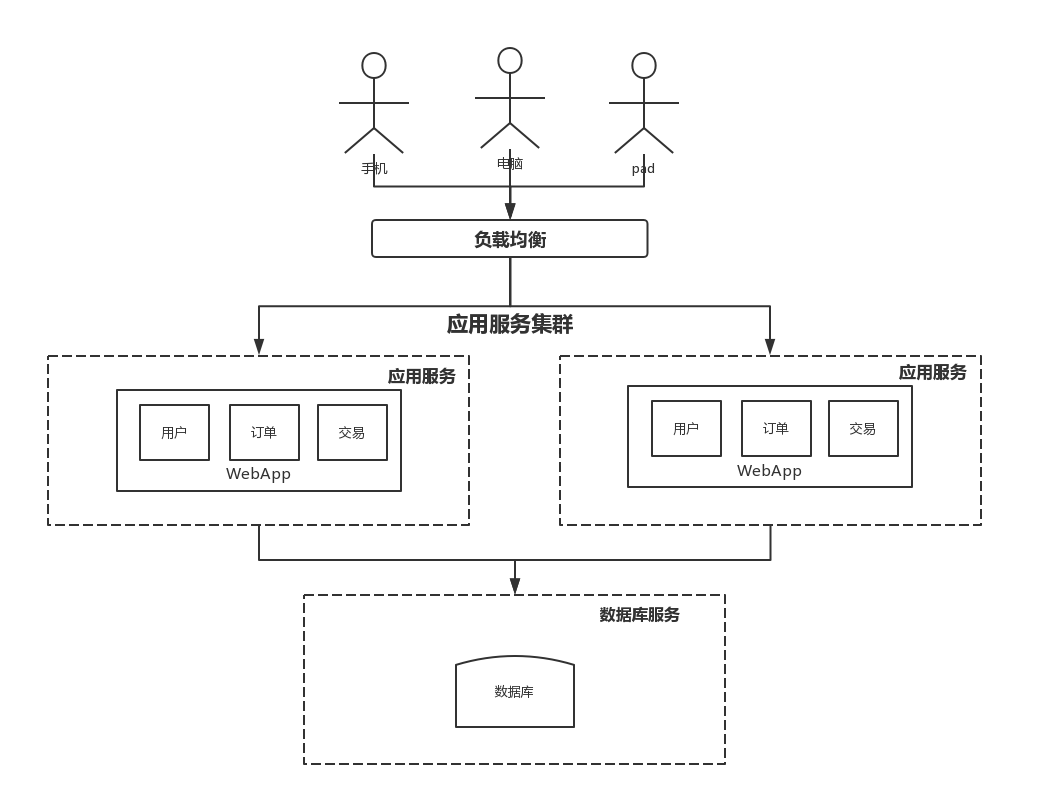 手机
电脑
pad
负载均衡
应用服务集群
应用服务
用户
订单
交易
WebApp
应用服务
用户
订单
交易
WebApp
数据库服务
数据库